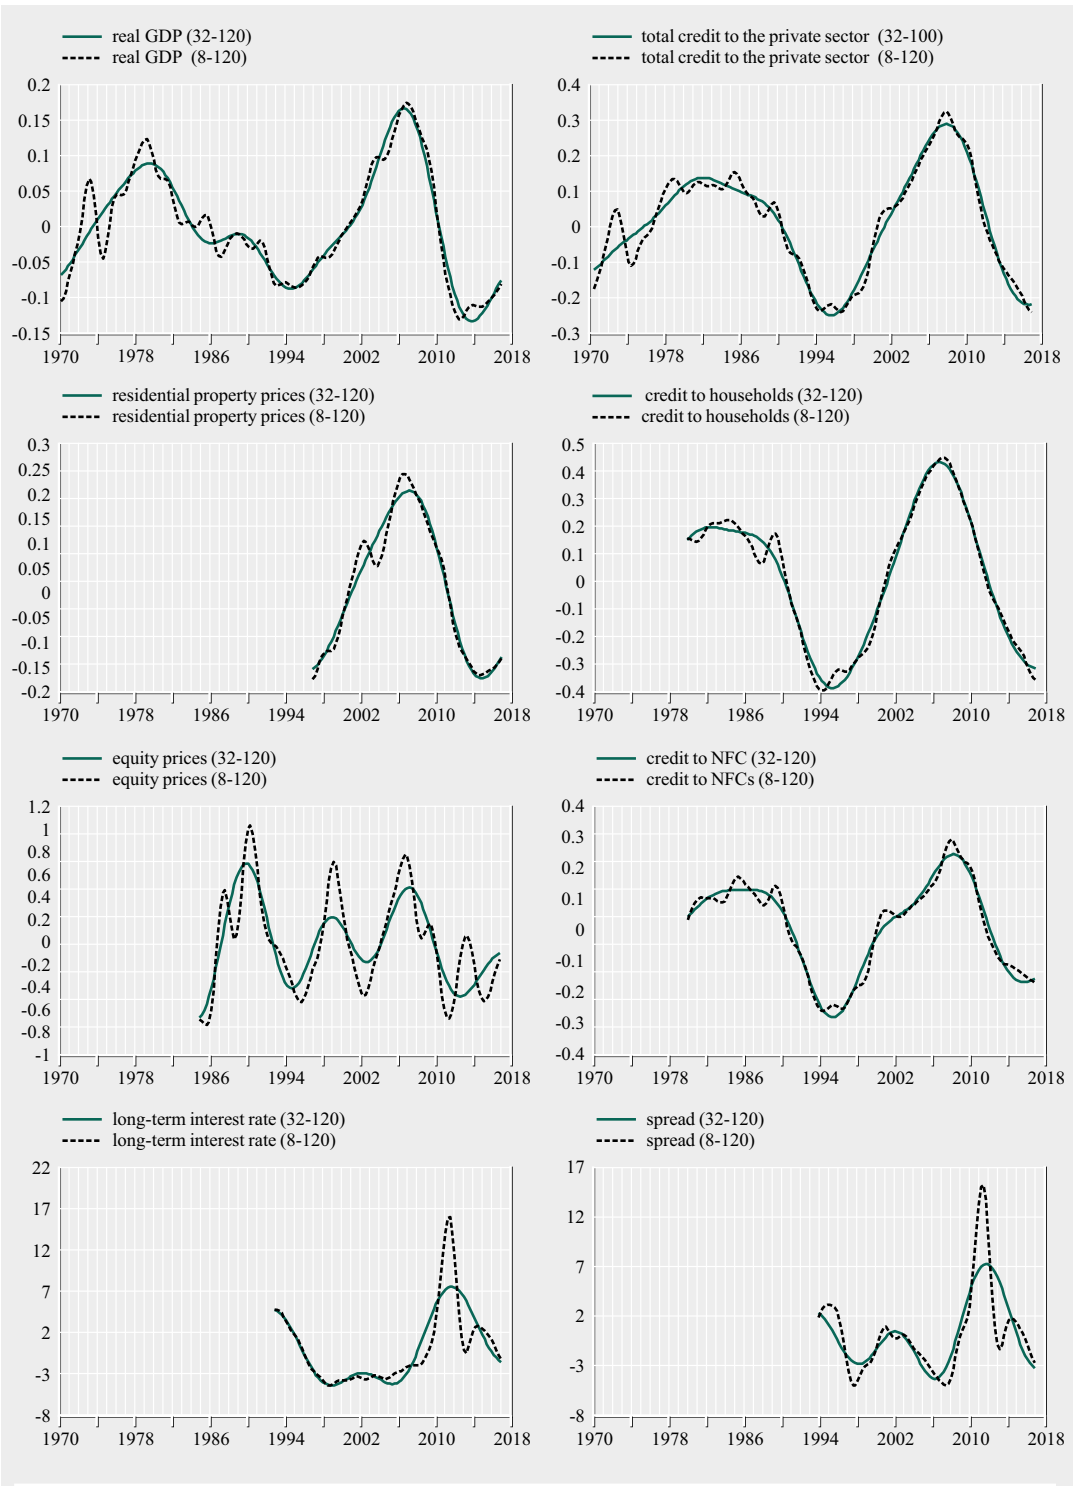 real GDP (32-120)
real GDP (8-120)
0.2
0.15
0.1
0.05
0
-0.05
-0.1
-0.15
1970 1978 1986 1994 2002 2010 2018
total credit to the private sector (32-100)
total credit to the private sector (8-120)
0.4
0.3
0.2
0.1
0
-0.1
-0.2
-0.3
1970 1978 1986 1994 2002 2010 2018
residential property prices (32-120)
residential property prices (8-120)
0.3
0.25
0.2
0.15
0.1
0.05
0
-0.05
-0.1
-0.15
-0.2
1970 1978 1986 1994 2002 2010 2018
credit to households (32-120)
credit to households (8-120)
0.5
0.4
0.3
0.2
0.1
0
-0.1
-0.2
-0.3
-0.4
1970 1978 1986 1994 2002 2010 2018
equity prices (32-120)
equity prices (8-120)
1.2
1
0.8
0.6
0.4
0.2
0
-0.2
-0.4
-0.6
-0.8
-1
1970 1978 1986 1994 2002 2010 2018
credit to NFC (32-120)
credit to NFCs (8-120)
0.4
0.3
0.2
0.1
0
-0.1
-0.2
-0.3
-0.4
1970 1978 1986 1994 2002 2010 2018
long-term interest rate (32-120)
long-term interest rate (8-120)
22
17
12
7
2
-3
-8
1970 1978 1986 1994 2002 2010 2018
spread (32-120)
spread (8-120)
17
12
7
2
-3
-8
1970 1978 1986 1994 2002 2010 2018